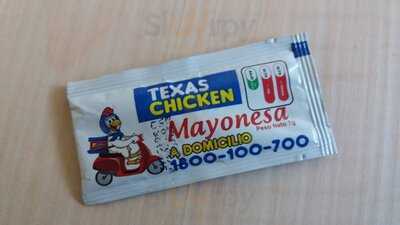 TEXAS
CHICKEN
Mayonesa
Peso Neto 7g
A DOMICILIO
1800-100-700